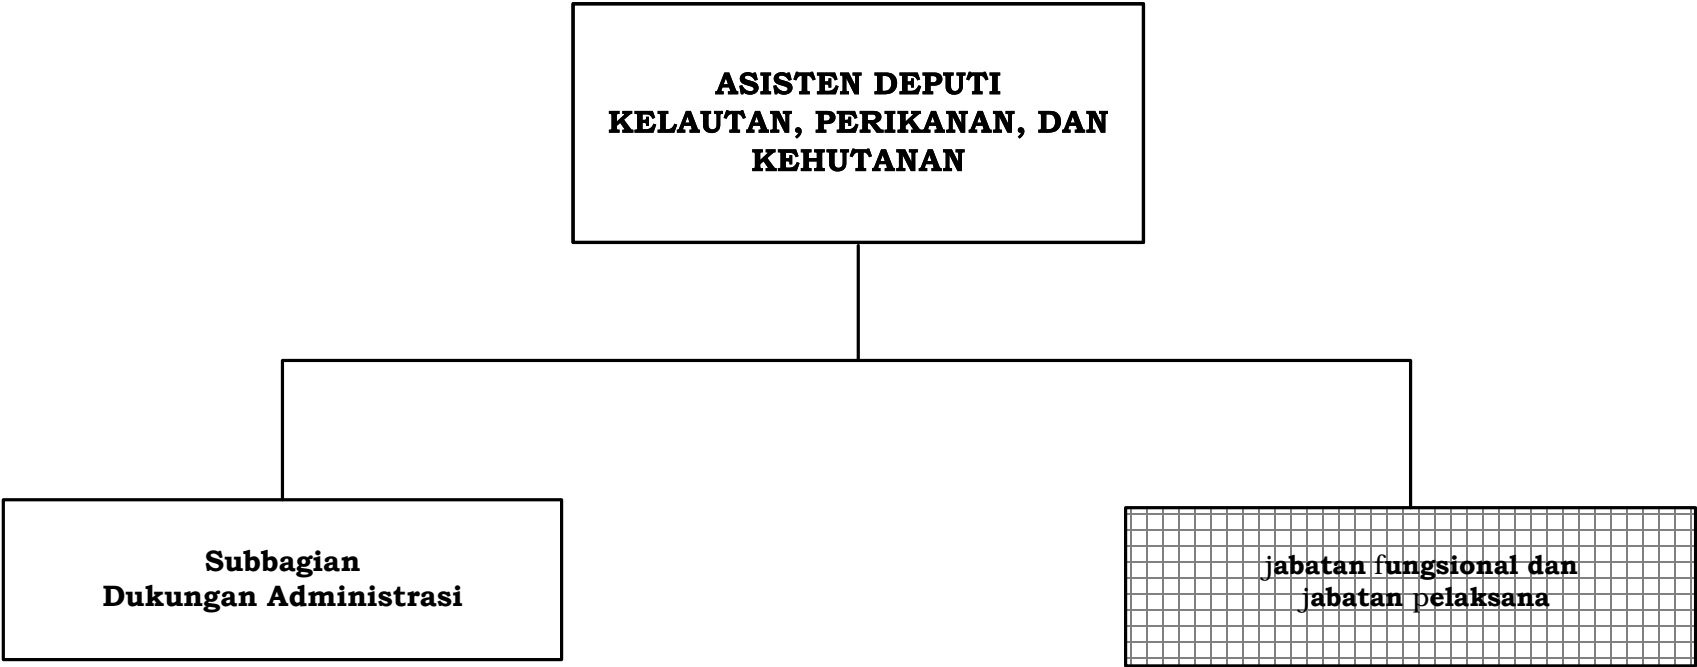 ASISTEN DEPUTI
KELAUTAN, PERIKANAN, DAN
KEHUTANAN
Subbagian
Dukungan Administrasi
jabatan fungsional dan
jabatan pelaksana